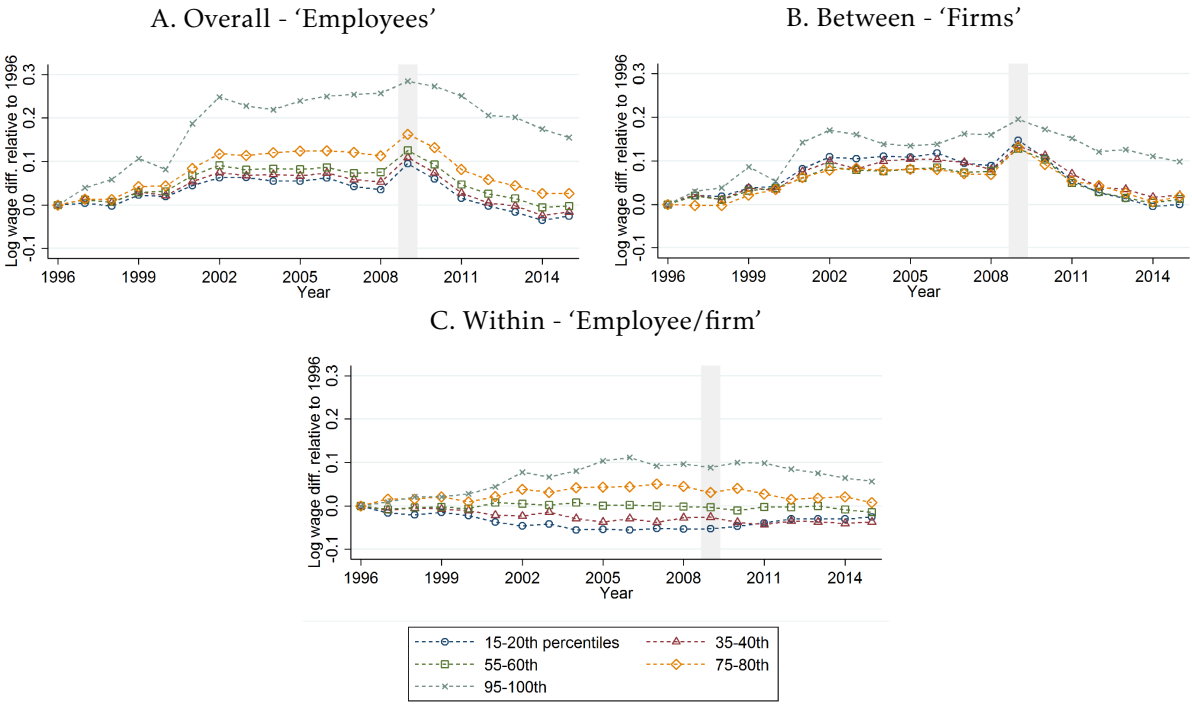 A. Overall - ‘Employees’
Log wage diff. relative to 1996
0.3
0.2
0.1
0.0
-0.1
1996 1999 2002 2005 2008 2011 2014
Year
B. Between - ‘Firms’
Log wage diff. relative to 1996
0.3
0.2
0.1
0.0
-0.1
1996 1999 2002 2005 2008 2011 2014
Year
C. Within - ‘Employee/firm’
Log wage diff. relative to 1996
0.3
0.2
0.1
0.0
-0.1
1996 1999 2002 2005 2008 2011 2014
Year
15-20th percentiles 35-40th
55-60th 75-80th
95-100th